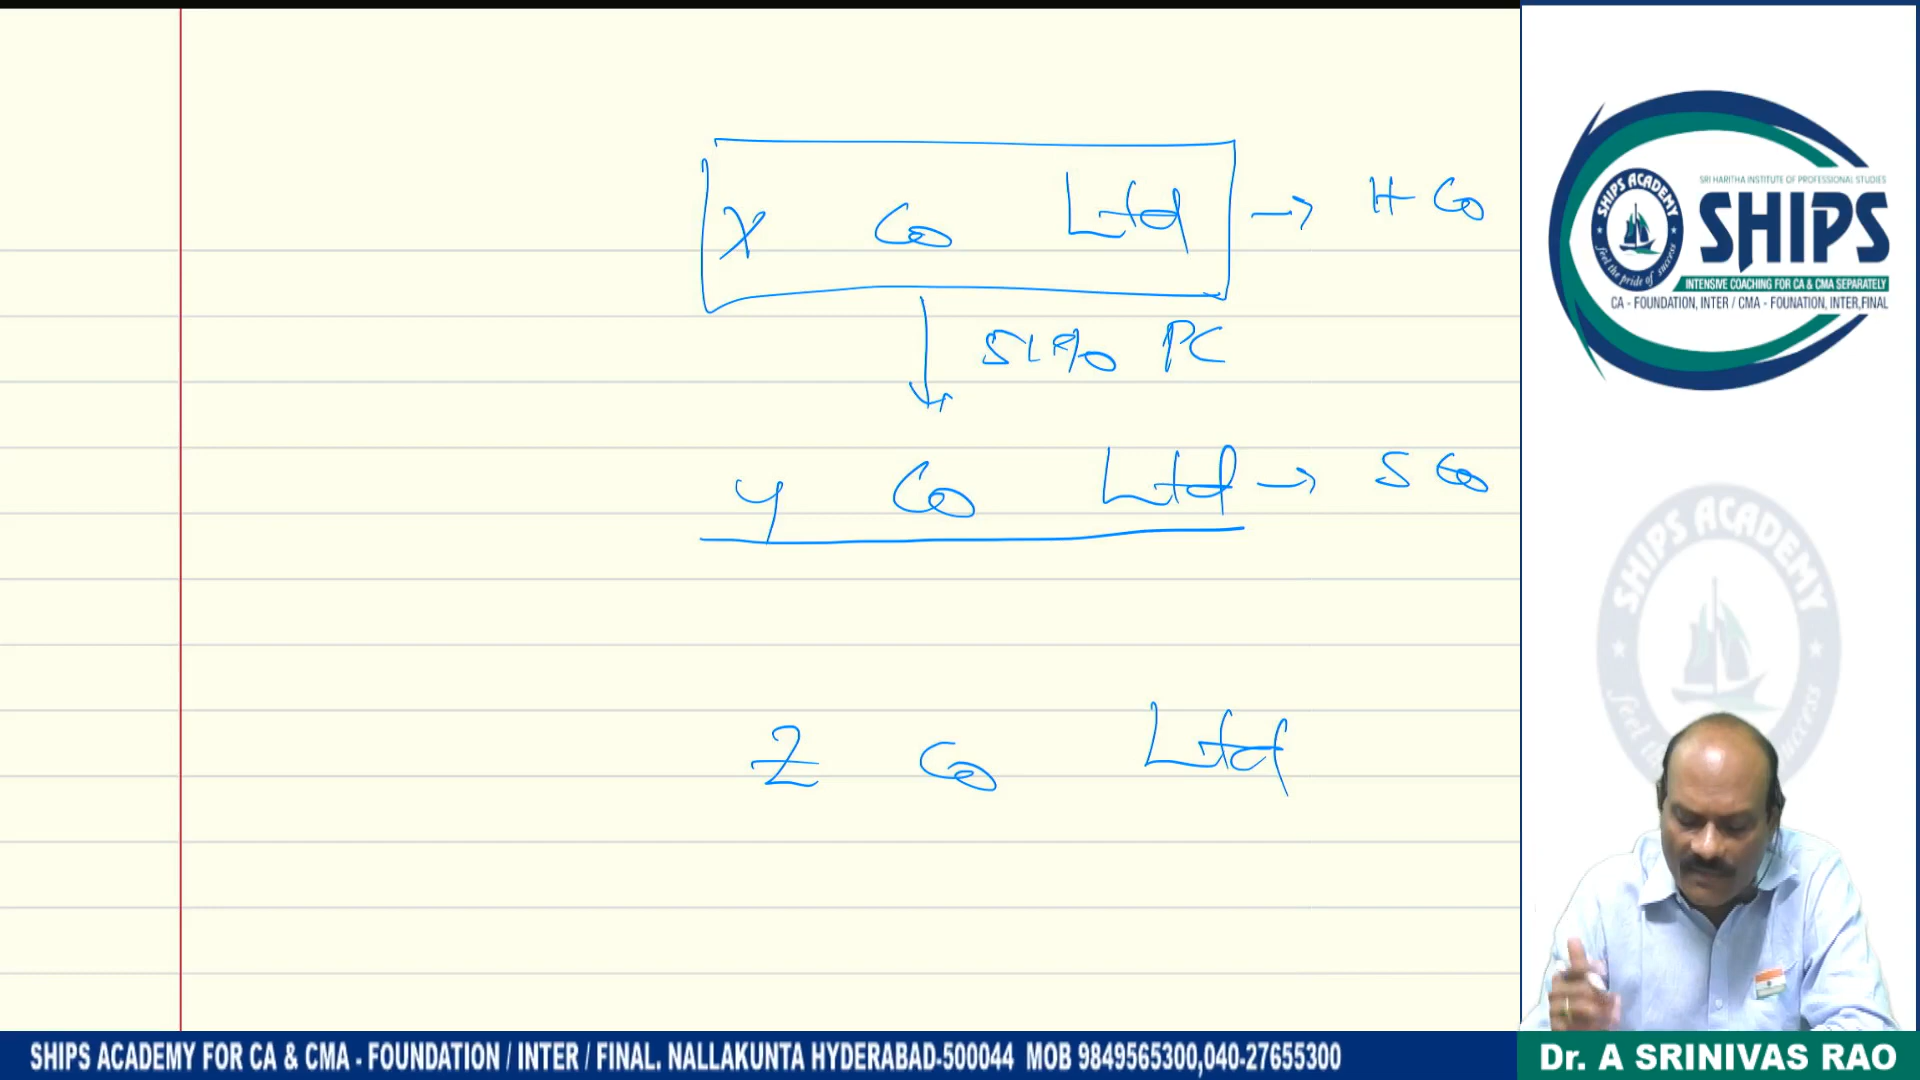 X Co Ltd → H Co
51% PC
Y Co Ltd → S Co
Z Co Ltd
SRI HARITHA INSTITUTE OF PROFESSIONAL STUDIES
SHIPS ACADEMY
feel the pride of success
SHIPS
INTENSIVE COACHING FOR CA & CMA SEPARATELY
CA - FOUNDATION, INTER / CMA - FOUNATION, INTER,FINAL
SHIPS ACADEMY
feel the success
SHIPS ACADEMY FOR CA & CMA - FOUNDATION / INTER / FINAL. NALLAKUNTA HYDERABAD-500044 MOB 9849565300,040-27655300
Dr. A SRINIVAS RAO